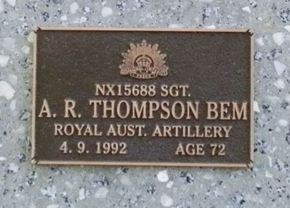 NX15688 SGT.
A. R. THOMPSON BEM
ROYAL AUST. ARTILLERY
4. 9. 1992 AGE 72